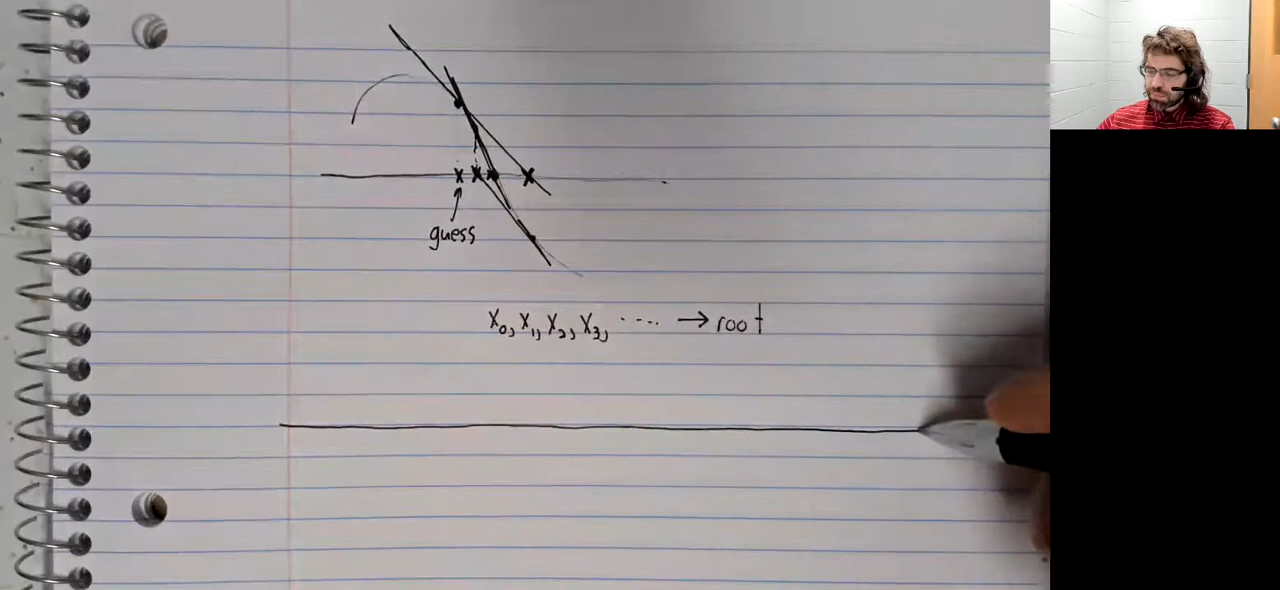 guess
X₀, X₁, X₂, X₃, ..... → root